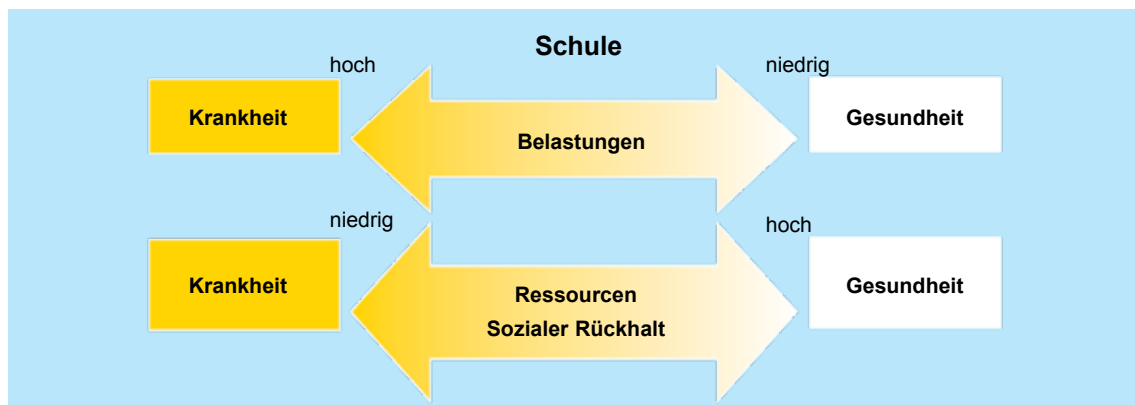 Schule
hoch
niedrig
Krankheit
Belastungen
Gesundheit
niedrig
hoch
Krankheit
Ressourcen
Sozialer Rückhalt
Gesundheit